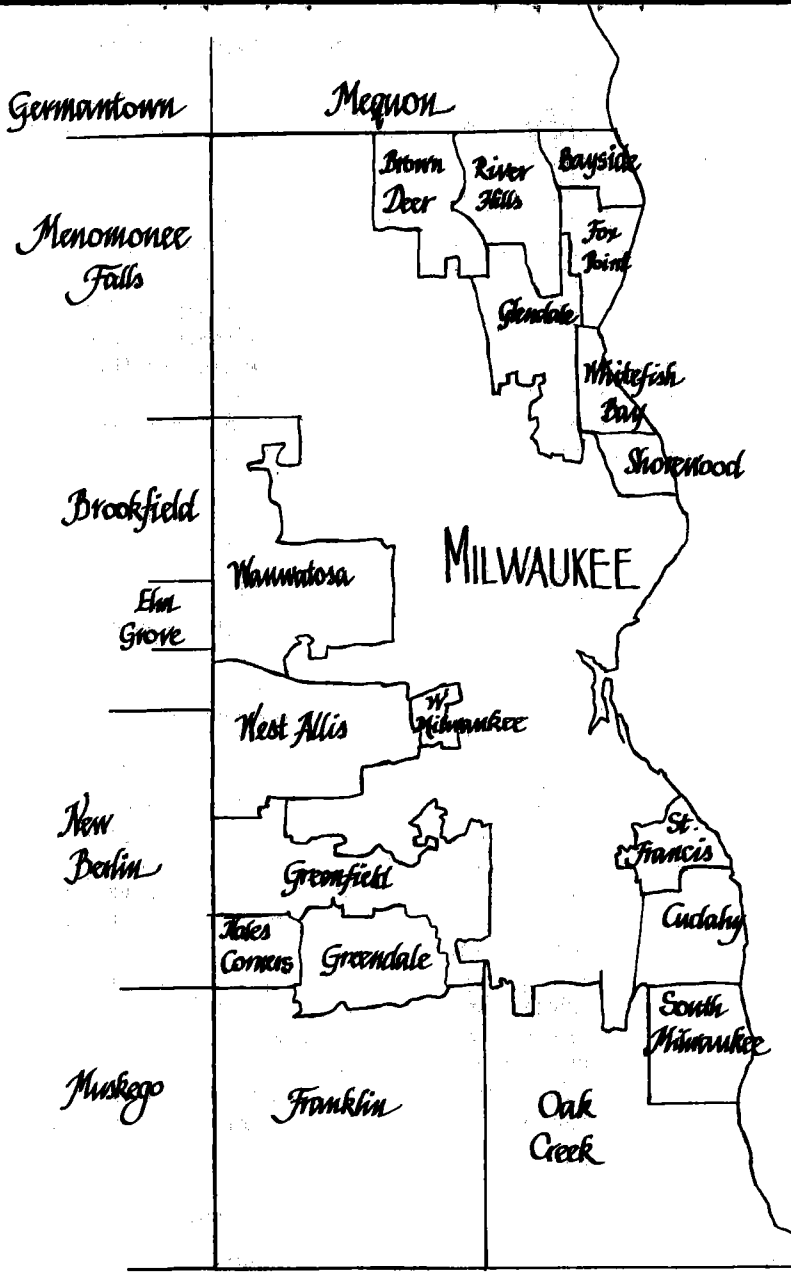 Germantown
Mequon
Brown
Deer
River
Hills
Bayside
Menomonee
Falls
Fox
Point
Glendale
Whitefish
Bay
Shorewood
Brookfield
Wauwatosa
MILWAUKEE
Elm
Grove
West Allis
W.
Milwaukee
New
Berlin
St.
Francis
Greenfield
Cudahy
Hales
Corners
Greendale
South
Milwaukee
Muskego
Franklin
Oak
Creek